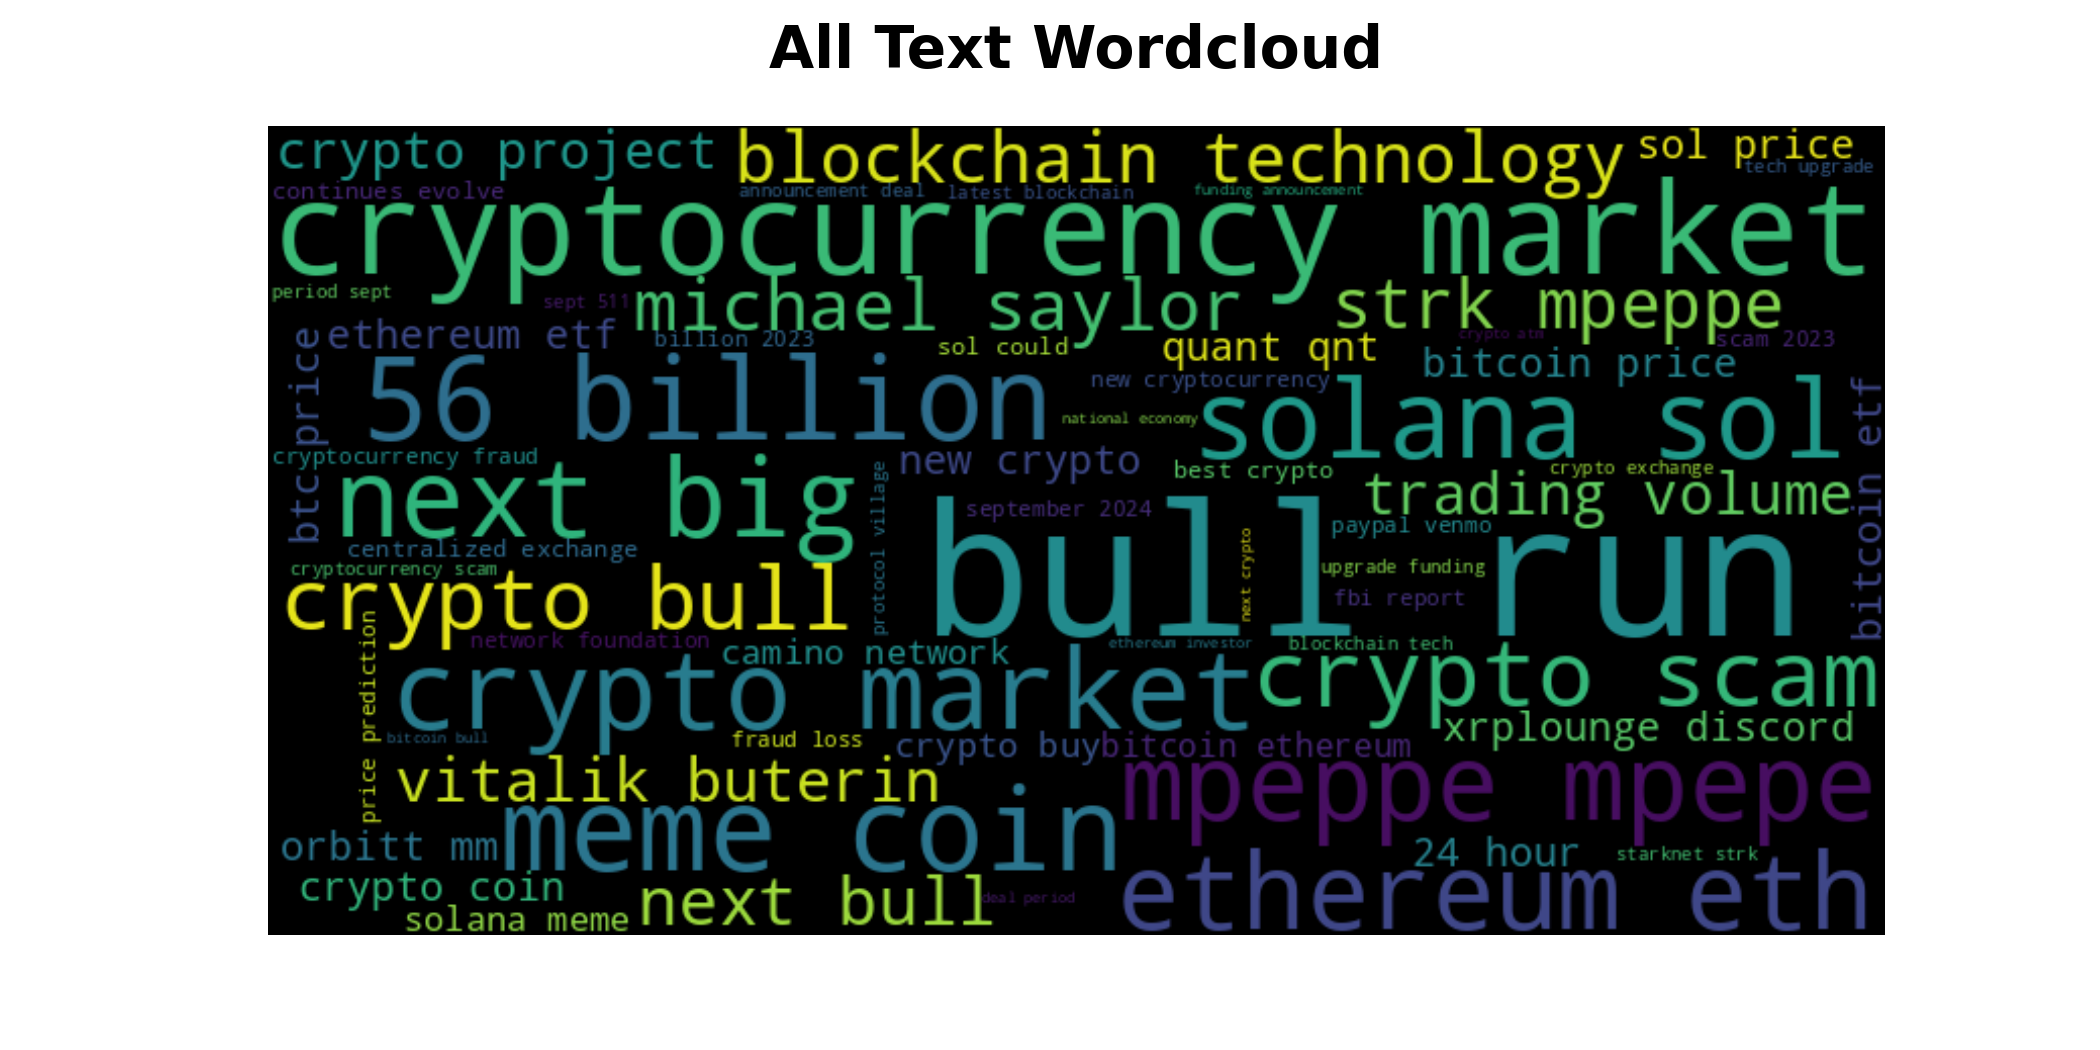 All Text Wordcloud
crypto project
blockchain technology
sol price
tech upgrade
continues evolve
announcement deal
latest blockchain
funding announcement
cryptocurrency market
period sept
sept 511
michael saylor
strk mpeppe
ethereum etf
billion 2023
sol could
quant qnt
crypto atm
scam 2023
btc price
56 billion
new cryptocurrency
bitcoin price
national economy
solana sol
bitcoin etf
cryptocurrency fraud
next big
new crypto
best crypto
crypto exchange
trading volume
protocol village
september 2024
bull run
paypal venmo
centralized exchange
cryptocurrency scam
next crypto
upgrade funding
crypto bull
fbi report
network foundation
camino network
ethereum investor
blockchain tech
price prediction
crypto market
crypto scam
bitcoin bull
fraud loss
crypto buy
bitcoin ethereum
xrplounge discord
vitalik buterin
mpeppe mpepe
orbitt mm
meme coin
24 hour
starknet strk
crypto coin
next bull
deal period
ethereum eth
solana meme